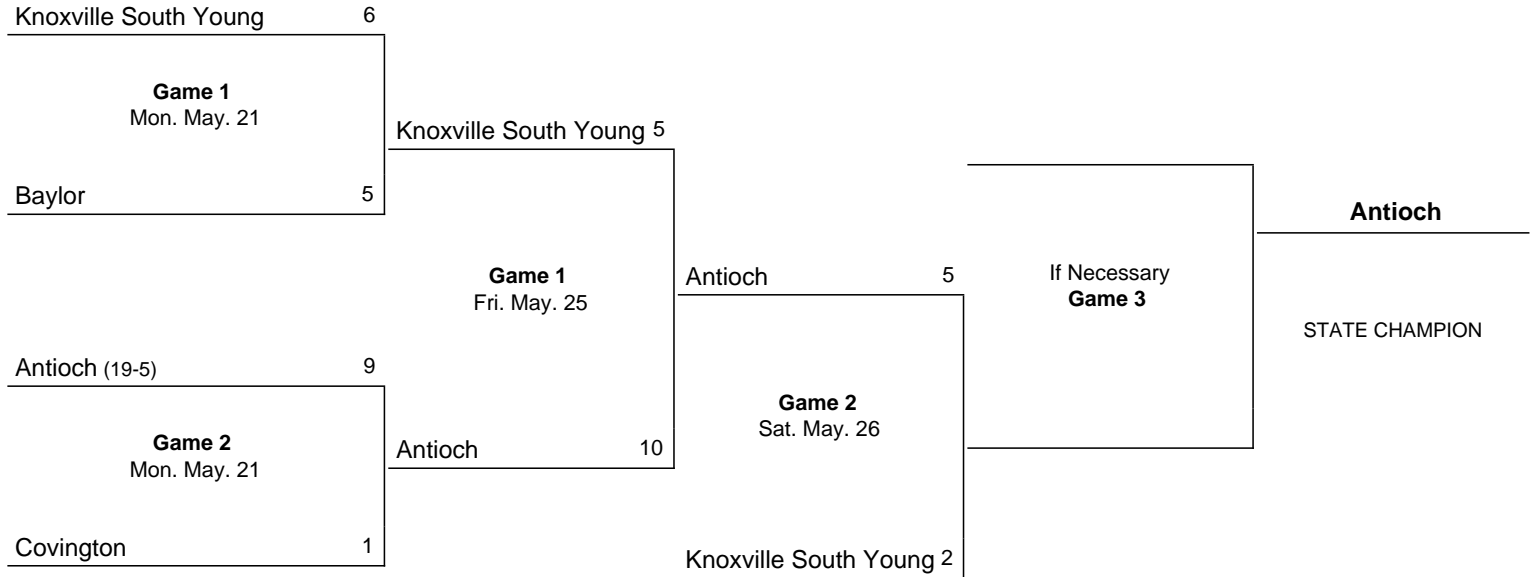 Knoxville South Young 6
Game 1
Mon. May. 21
Baylor 5
Antioch (19-5) 9
Game 2
Mon. May. 21
Covington 1
Knoxville South Young 5
Game 1
Fri. May. 25
Antioch 10
Antioch 5
Game 2
Sat. May. 26
Knoxville South Young 2
If Necessary
Game 3
Antioch
STATE CHAMPION